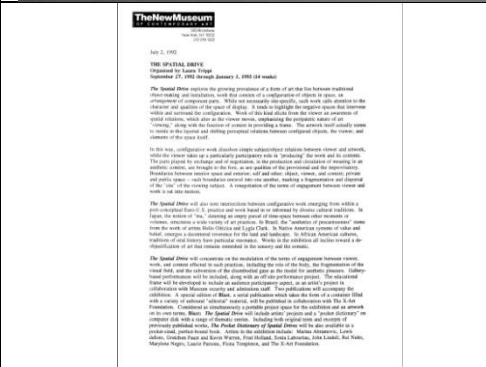 TheNewMuseum
OF CONTEMPORARY ART
July 2, 1992
THE SPATIAL DRIVE
Organized by Laura Trippi
September 27, 1992 through January 3, 1993 (14 weeks)
The Spatial Drive explores the growing prevalence of a form of art that lies between traditional
object-making and installation, work that consists of a configuration of objects in space, an
arrangement of component parts. While not necessarily site-specific, such work calls attention to the
character and qualities of the space of display. It tends to highlight the negative spaces that intervene
within and surround the configuration. Work of this kind elicits from the viewer an awareness of
spatial relations, which alter as the viewer moves, emphasizing the peripatetic nature of art
"viewing," along with the function of context in providing a frame. The artwork itself actually seems
to reside in the layered and shifting perceptual relations between configured objects, the viewer, and
elements of the space itself.
In this way, configurative work dissolves simple subject/object relations between viewer and artwork,
while the viewer takes up a particularly participatory role in "producing" the work and its contents.
The parts played by exchange and of negotiation, in the production and circulation of meaning in an
aesthetic context, are brought to the fore, as are qualities of the provisional and the improvisatory.
Boundaries between interior space and exterior; self and other; object, viewer, and context; private
and public space -- such boundaries extend into one another, marking a fragmentation and dispersal
of the "site" of the viewing subject. A renegotiation of the terms of engagement between viewer and
work is set into motion.
The Spatial Drive will also note intersections between configurative work emerging from within a
post-conceptual Euro-U.S. practice and work based in or informed by diverse cultural traditions. In
Japan, the notion of "ma," denoting an empty parcel of time-space between other moments or
volumes, structures a wide variety of art practices. In Brazil, the "aesthetics of precariousness" stems
from the work of artists Helio Oiticica and Lygia Clark. In Native American systems of value and
belief, emerges a decentered reverence for the land and landscape. In African American cultures,
traditions of oral history have particular resonance. Works in the exhibition all incline toward a de-
objectification of art that remains embedded in the sensory and the somatic.
The Spatial Drive will concentrate on the modulation of the terms of engagement between viewer,
work, and context effected in such practices, including the role of the body, the fragmentation of the
visual field, and the subversion of the disembodied gaze as the model for aesthetic pleasure. Gallery-
based performances will be included, along with an off-site performance project. The educational
frame will be developed to include an audience participatory aspect, as an artist's project in
collaboration with Museum security and admissions staff. Two publications will accompany the
exhibition. A special edition of Blast, a serial publication which takes the form of a container filled
with a variety of unbound "editorial" material, will be published in collaboration with The X-Art
Foundation. Considered as simultaneously a portable project space for the exhibition and an artwork
on its own terms, Blast: The Spatial Drive will include artists' projects and a "pocket dictionary" on
computer disk with a range of thematic entries. Including both original texts and excerpts of
previously published works, The Pocket Dictionary of Spatial Drives will be also available as a
pocket-sized, perfect-bound book. Artists in the exhibition include: Marina Abramovic, Lewis
deSoto, Gretchen Faust and Kevin Warren, Fred Holland, Sonia Labouriau, John Lindell, Rei Naito,
Marylene Negro, Laurie Parsons, Fiona Templeton, and The X-Art Foundation.